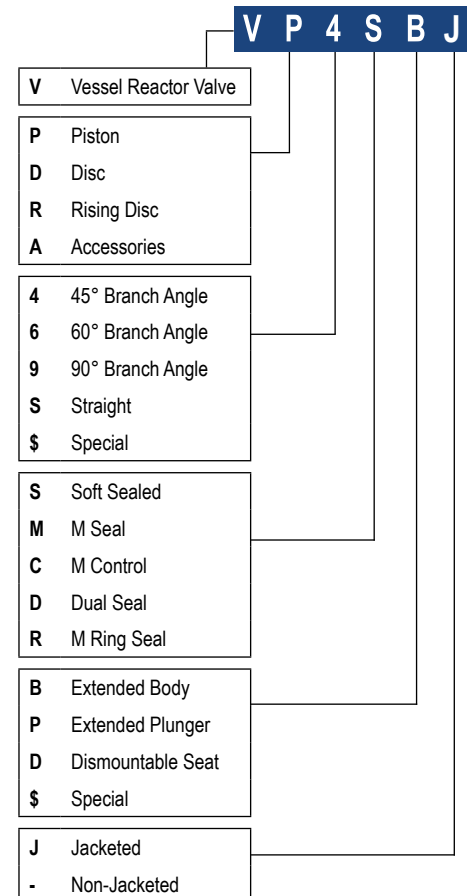 V P 4 S B J
V Vessel Reactor Valve
P Piston
D Disc
R Rising Disc
A Accessories
4 45° Branch Angle
6 60° Branch Angle
9 90° Branch Angle
S Straight
$ Special
S Soft Sealed
M M Seal
C M Control
D Dual Seal
R M Ring Seal
B Extended Body
P Extended Plunger
D Dismountable Seat
$ Special
J Jacketed
- Non-Jacketed